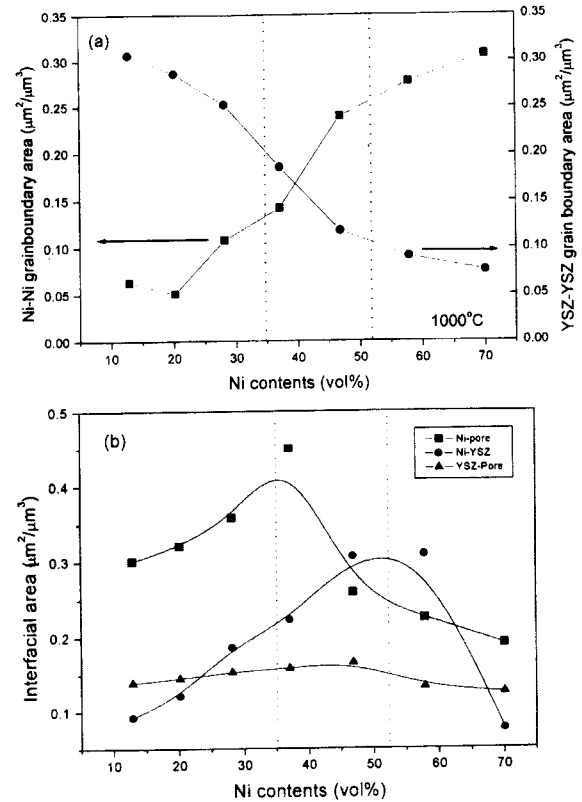 (a)
0.35
0.30
0.25
0.20
0.15
0.10
0.05
0.00
Ni-Ni grainboundary area (μm²/μm³)
0.35
0.30
0.25
0.20
0.15
0.10
0.05
0.00
YSZ-YSZ grain boundary area (μm²/μm³)
1000°C
10 20 30 40 50 60 70
Ni contents (vol%)
(b)
0.5
0.4
0.3
0.2
0.1
Interfacial area (μm²/μm³)
Ni-pore
Ni-YSZ
YSZ-Pore
10 20 30 40 50 60 70
Ni contents (vol%)